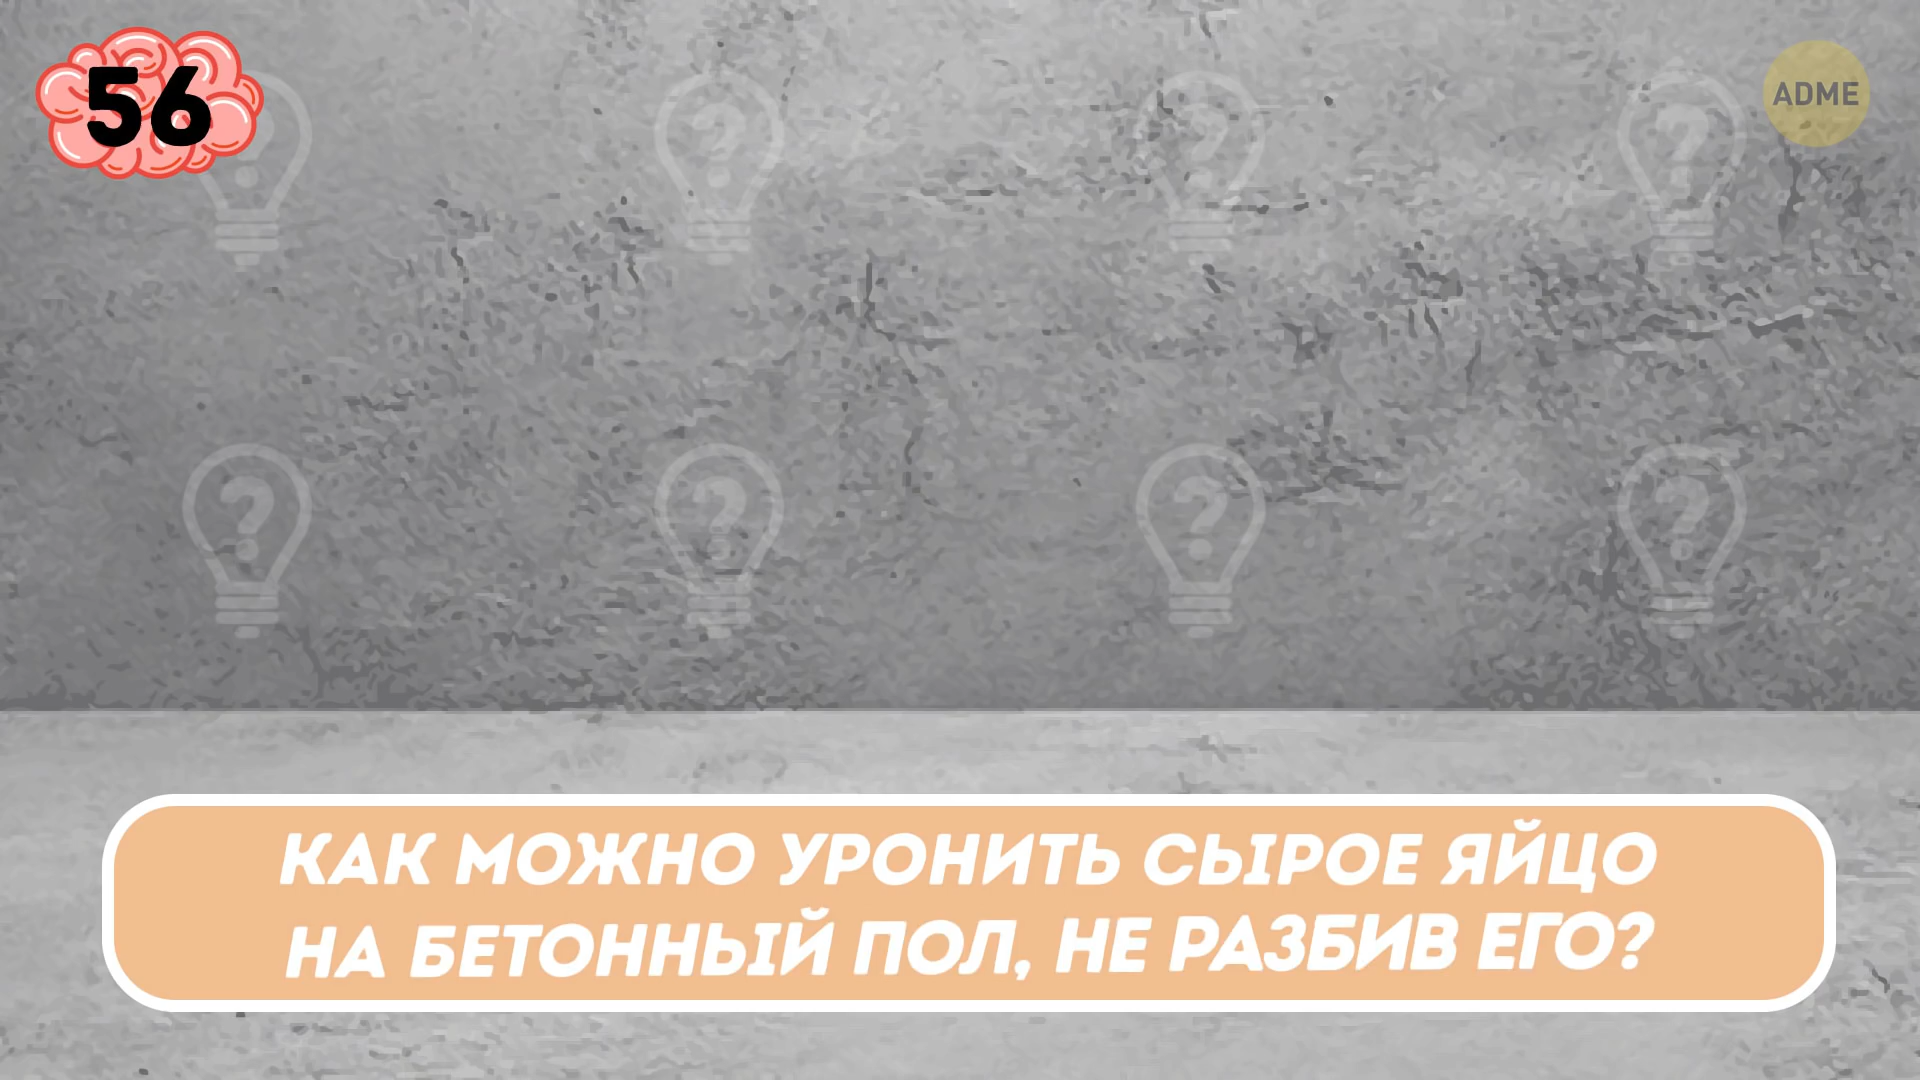 56
ADME
КАК МОЖНО УРОНИТЬ СЫРОЕ ЯЙЦО
НА БЕТОННЫЙ ПОЛ, НЕ РАЗБИВ ЕГО?